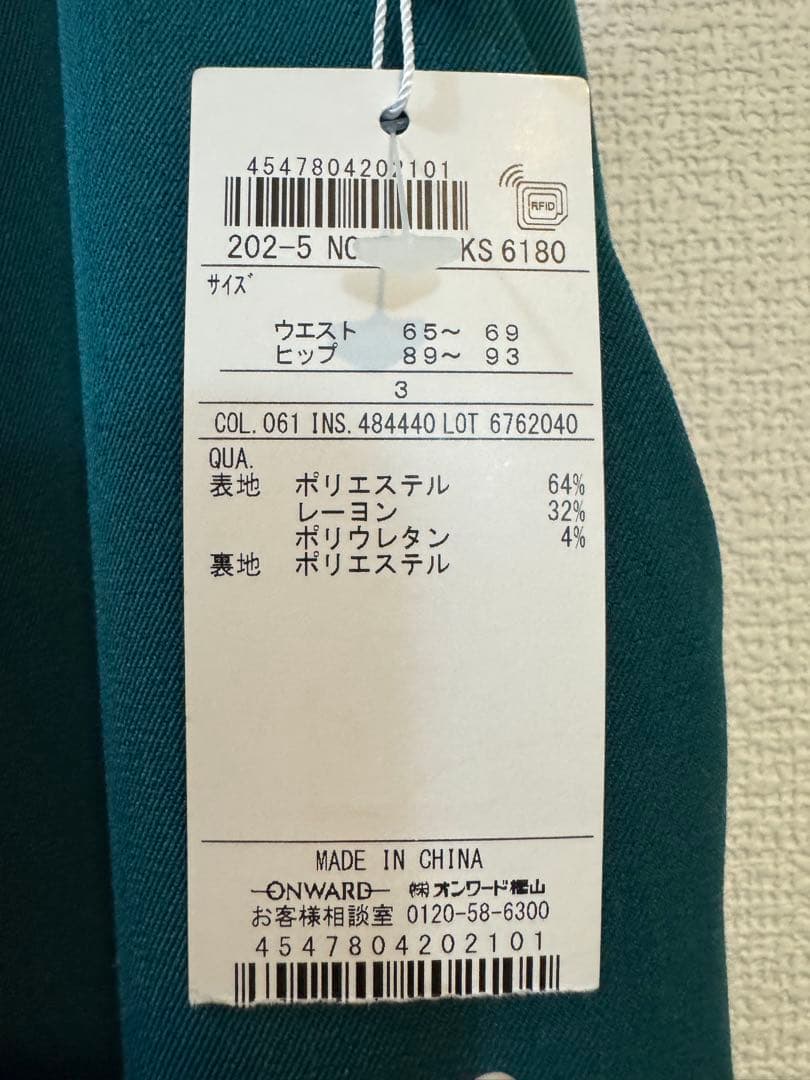 4547804202101
RFID
202-5 NO KS 6180
サイズ
ウエスト 65～ 69
ヒップ 89～ 93
3
COL. 061 INS. 484440 LOT 6762040
QUA.
表地 ポリエステル 64%
レーヨン 32%
ポリウレタン 4%
裏地 ポリエステル
MADE IN CHINA
ONWARD ㈱オンワード樫山
お客様相談室 0120-58-6300
4547804202101